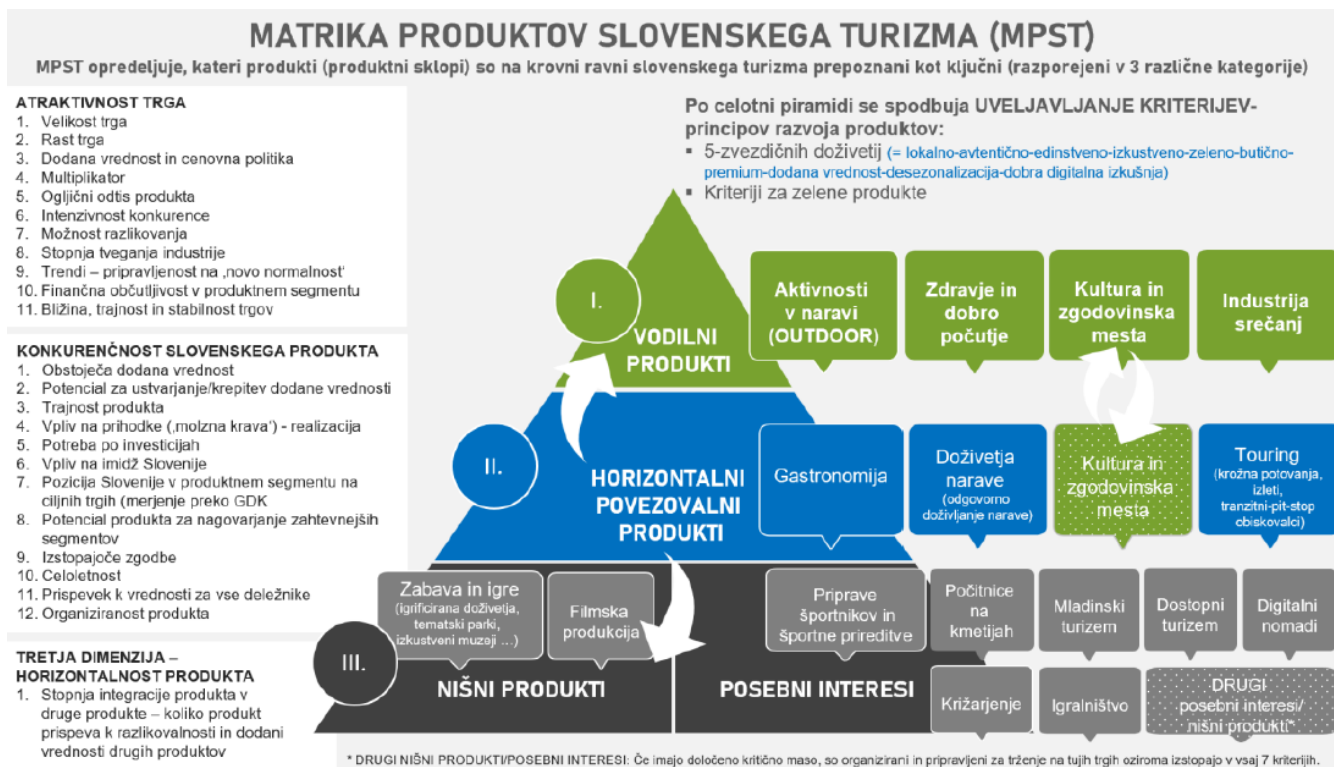 MATRIKA PRODUKTOV SLOVENSKEGA TURIZMA (MPST)
MPST opredeljuje, kateri produkti (produktni sklopi) so na krovni ravni slovenskega turizma prepoznani kot ključni (razporejeni v 3 različne kategorije)
ATRAKTIVNOST TRGA
1. Velikost trga
2. Rast trga
3. Dodana vrednost in cenovna politika
4. Multiplikator
5. Ogljični odtis produkta
6. Intenzivnost konkurence
7. Možnost razlikovanja
8. Stopnja tveganja industrije
9. Trendi – pripravljenost na ‚novo normalnost‘
10. Finančna občutljivost v produktnem segmentu
11. Bližina, trajnost in stabilnost trgov
KONKURENČNOST SLOVENSKEGA PRODUKTA
1. Obstoječa dodana vrednost
2. Potencial za ustvarjanje/krepitev dodane vrednosti
3. Trajnost produkta
4. Vpliv na prihodke (‚molzna krava‘) - realizacija
5. Potreba po investicijah
6. Vpliv na imidž Slovenije
7. Pozicija Slovenije v produktnem segmentu na
ciljnih trgih (merjenje preko GDK
8. Potencial produkta za nagovarjanje zahtevnejših
segmentov
9. Izstopajoče zgodbe
10. Celoletnost
11. Prispevek k vrednosti za vse deležnike
12. Organiziranost produkta
TRETJA DIMENZIJA –
HORIZONTALNOST PRODUKTA
1. Stopnja integracije produkta v
druge produkte – koliko produkt
prispeva k razlikovalnosti in dodani
vrednosti drugih produktov
Po celotni piramidi se spodbuja UVELJAVLJANJE KRITERIJEV-
principov razvoja produktov:
▪ 5-zvezdičnih doživetij (= lokalno-avtentično-edinstveno-izkustveno-zeleno-butično-
premium-dodana vrednost-desezonalizacija-dobra digitalna izkušnja)
▪ Kriteriji za zelene produkte
I.
VODILNI
PRODUKTI
Aktivnosti
v naravi
(OUTDOOR)
Zdravje in
dobro
počutje
Kultura in
zgodovinska
mesta
Industrija
srečanj
II.
HORIZONTALNI
POVEZOVALNI
PRODUKTI
Gastronomija
Doživetja
narave
(odgovorno
doživljanje narave)
Kultura in
zgodovinska
mesta
Touring
(krožna potovanja,
izleti,
tranzitni-pit-stop
obiskovalci)
III.
Zabava in igre
(igrificirana doživetja,
tematski parki,
izkustveni muzeji ...)
Filmska
produkcija
NIŠNI PRODUKTI
Priprave
športnikov in
športne prireditve
Počitnice
na
kmetijah
Mladinski
turizem
Dostopni
turizem
Digitalni
nomadi
POSEBNI INTERESI
Križarjenje
Igralništvo
DRUGI
posebni interesi/
nišni produkti*
* DRUGI NIŠNI PRODUKTI/POSEBNI INTERESI: Če imajo določeno kritično maso, so organizirani in pripravljeni za trženje na tujih trgih oziroma izstopajo v vsaj 7 kriterijih.